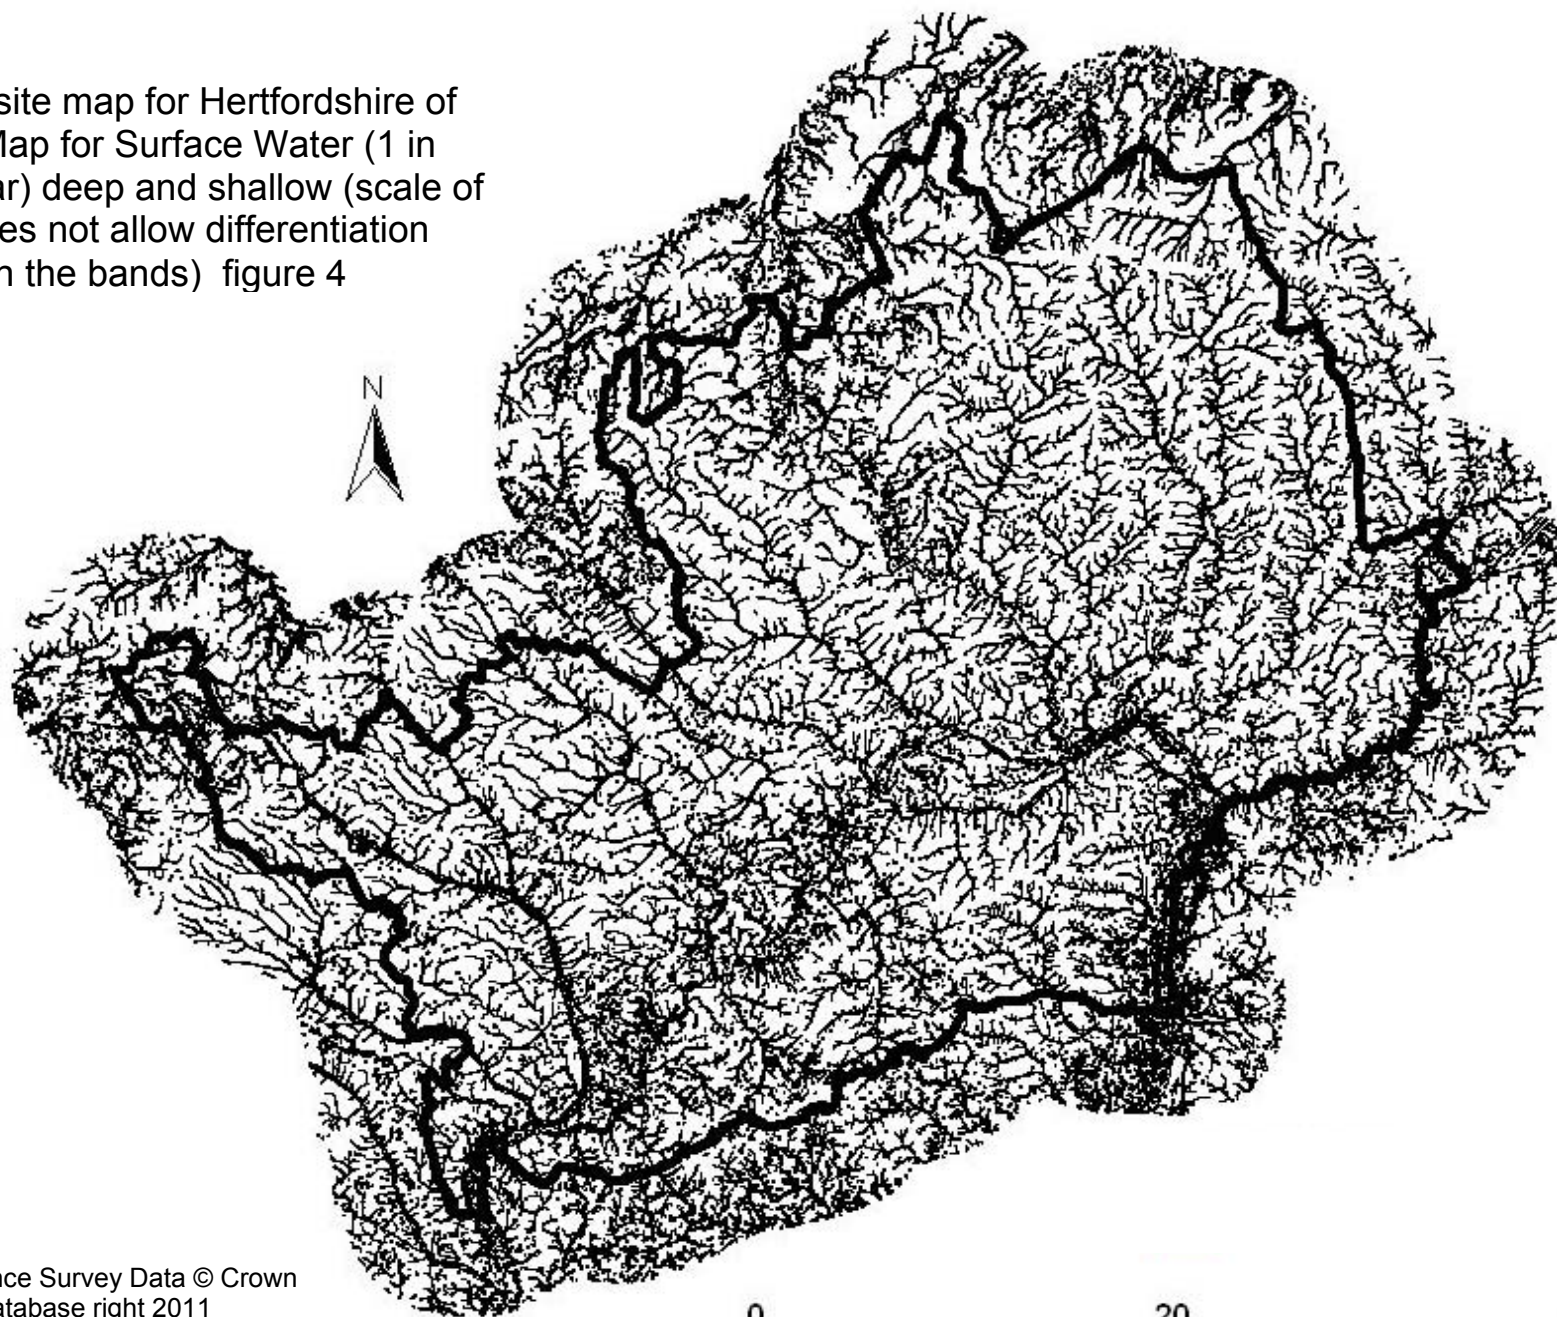 site map for Hertfordshire of
Map for Surface Water (1 in
ar) deep and shallow (scale of
es not allow differentiation
n the bands) figure 4
N
nce Survey Data © Crown
atabase right 2011
0 20